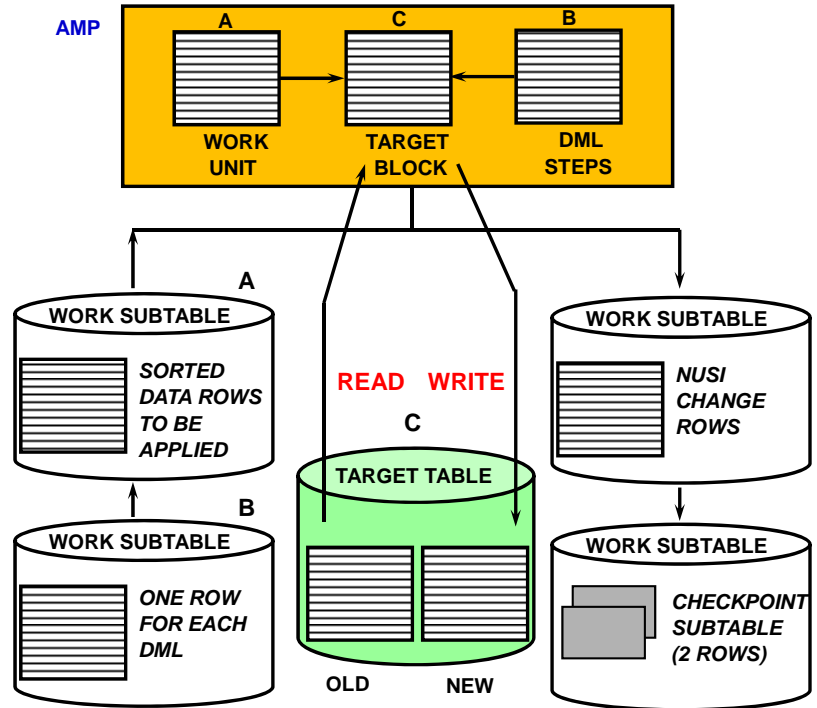 AMP
A
C
B
WORK
UNIT
TARGET
BLOCK
DML
STEPS
A
WORK SUBTABLE
SORTED
DATA ROWS
TO BE
APPLIED
B
WORK SUBTABLE
ONE ROW
FOR EACH
DML
READ WRITE
C
TARGET TABLE
OLD
NEW
WORK SUBTABLE
NUSI
CHANGE
ROWS
WORK SUBTABLE
CHECKPOINT
SUBTABLE
(2 ROWS)